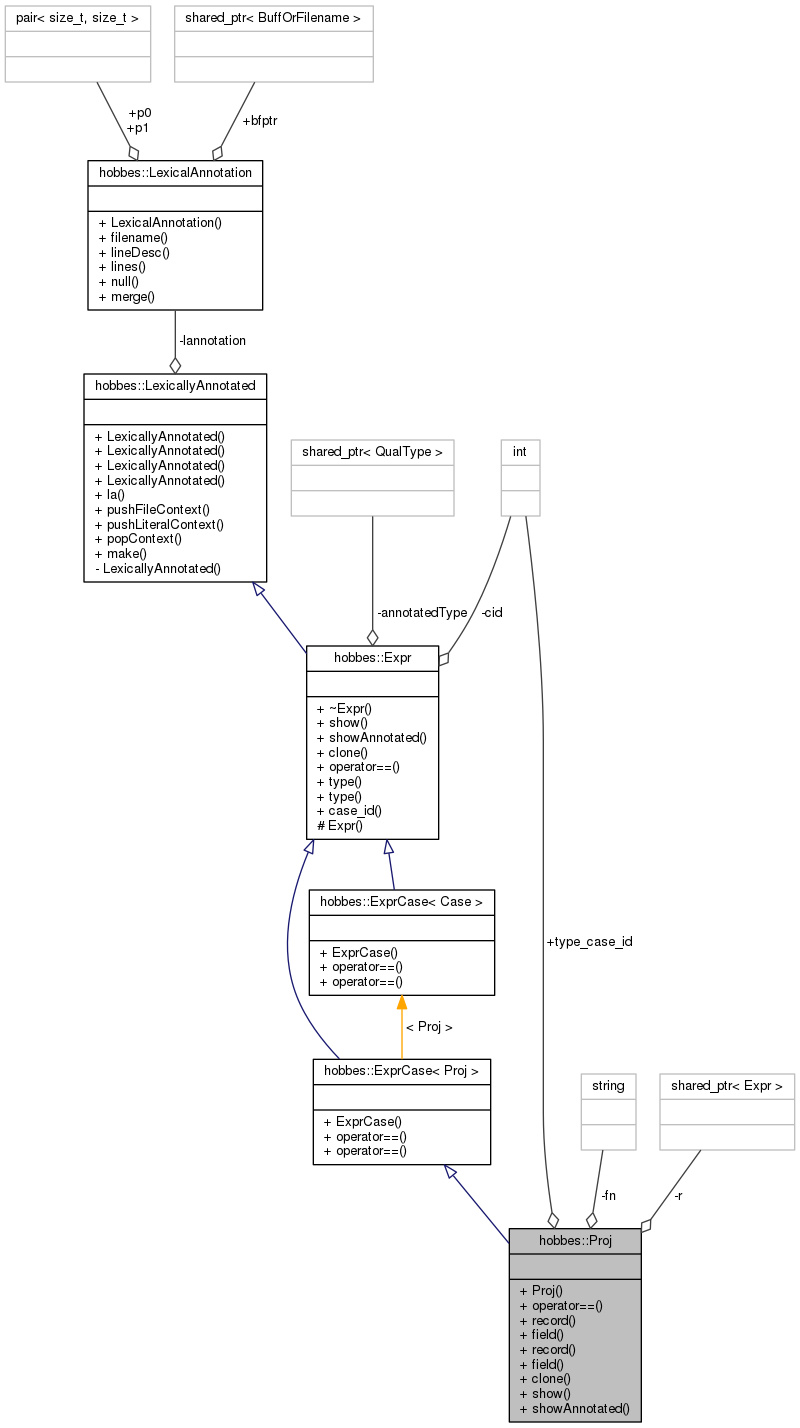 pair< size_t, size_t >
shared_ptr< BuffOrFilename >
+p0
+p1
+bfptr
hobbes::LexicalAnnotation
+ LexicalAnnotation()
+ filename()
+ lineDesc()
+ lines()
+ null()
+ merge()
-lannotation
hobbes::LexicallyAnnotated
+ LexicallyAnnotated()
+ LexicallyAnnotated()
+ LexicallyAnnotated()
+ LexicallyAnnotated()
+ la()
+ pushFileContext()
+ pushLiteralContext()
+ popContext()
+ make()
- LexicallyAnnotated()
shared_ptr< QualType >
int
-annotatedType
-cid
hobbes::Expr
+ ~Expr()
+ show()
+ showAnnotated()
+ clone()
+ operator==()
+ type()
+ type()
+ case_id()
# Expr()
hobbes::ExprCase< Case >
+ ExprCase()
+ operator==()
+ operator==()
+type_case_id
< Proj >
hobbes::ExprCase< Proj >
+ ExprCase()
+ operator==()
+ operator==()
string
shared_ptr< Expr >
-fn
-r
hobbes::Proj
+ Proj()
+ operator==()
+ record()
+ field()
+ record()
+ field()
+ clone()
+ show()
+ showAnnotated()